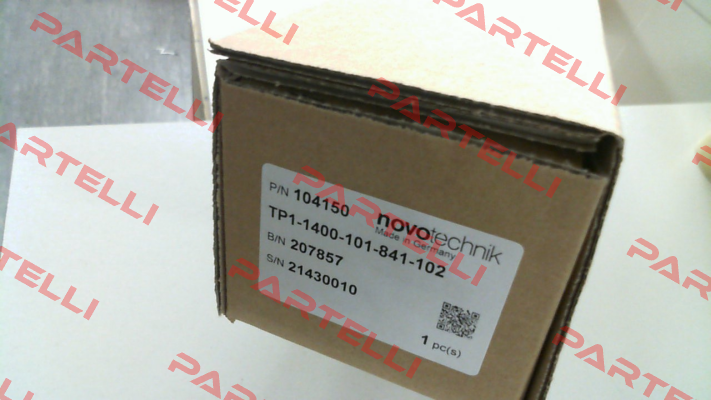 P/N 104150 novotechnik
Made in Germany
TP1-1400-101-841-102
B/N 207857
S/N 21430010
1 pc(s)
PARTELLI
PARTELLI
PARTELLI
PARTELLI
PARTELLI
PARTELLI
PARTELLI
PARTELLI
PARTELLI